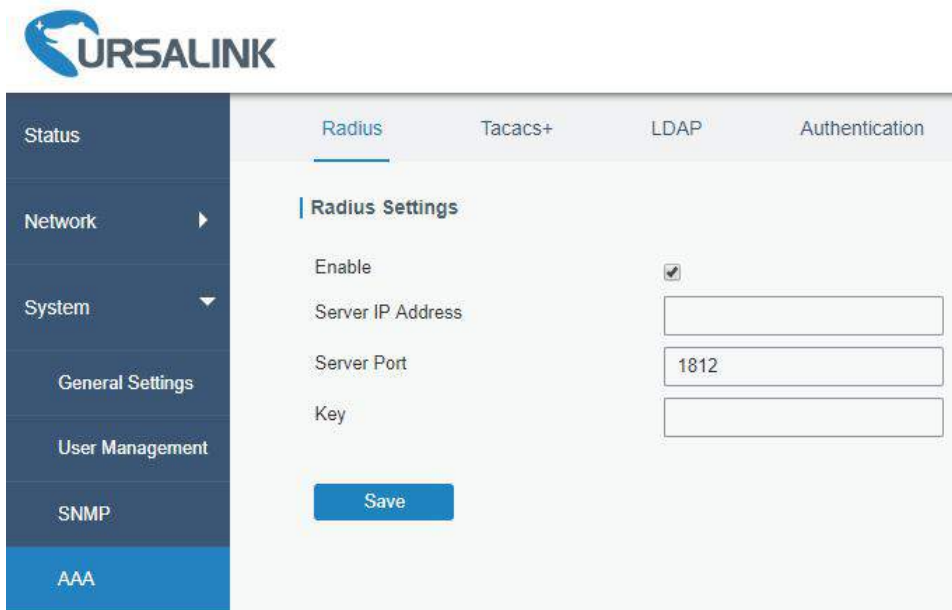 URSALINK
Status
Network
System
General Settings
User Management
SNMP
AAA
Radius Tacacs+ LDAP Authentication
Radius Settings
Enable
Server IP Address
Server Port 1812
Key
Save